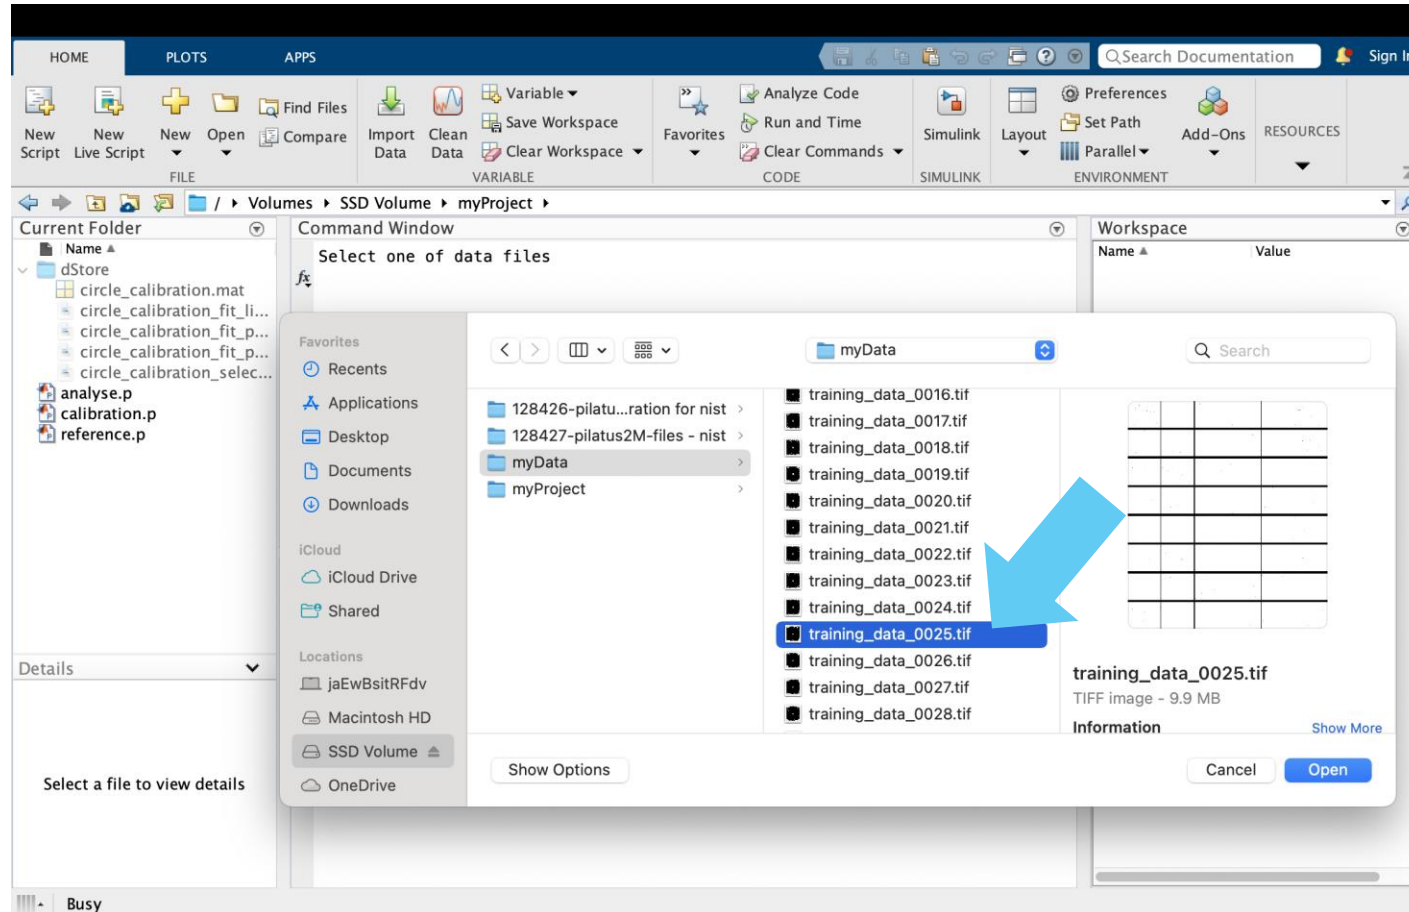 HOME PLOTS APPS
Search Documentation
Sign In
New Script
New Live Script
New
Open
Find Files
Compare
Import Data
Clean Data
Variable
Save Workspace
Clear Workspace
Favorites
Analyze Code
Run and Time
Clear Commands
Simulink
Layout
Preferences
Set Path
Parallel
Add-Ons
RESOURCES
FILE VARIABLE CODE SIMULINK ENVIRONMENT
/ Volumes SSD Volume myProject
Current Folder
Name
dStore
circle_calibration.mat
circle_calibration_fit_li...
circle_calibration_fit_p...
circle_calibration_fit_p...
circle_calibration_selec...
analyse.p
calibration.p
reference.p
Details
Select a file to view details
Command Window
Select one of data files
fx
Workspace
Name Value
Favorites
Recents
Applications
Desktop
Documents
Downloads
iCloud
iCloud Drive
Shared
Locations
jaEwBsitRFdv
Macintosh HD
SSD Volume
OneDrive
myData
Search
128426-pilatu...ration for nist
128427-pilatus2M-files - nist
myData
myProject
training_data_0016.tif
training_data_0017.tif
training_data_0018.tif
training_data_0019.tif
training_data_0020.tif
training_data_0021.tif
training_data_0022.tif
training_data_0023.tif
training_data_0024.tif
training_data_0025.tif
training_data_0026.tif
training_data_0027.tif
training_data_0028.tif
training_data_0025.tif
TIFF image - 9.9 MB
Information Show More
Show Options
Cancel Open
Busy